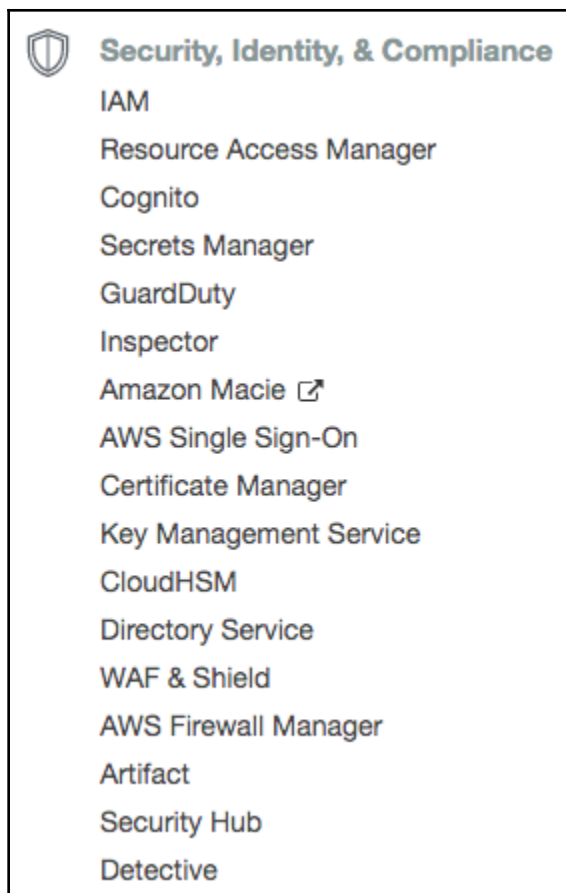 Security, Identity, & Compliance
IAM
Resource Access Manager
Cognito
Secrets Manager
GuardDuty
Inspector
Amazon Macie
AWS Single Sign-On
Certificate Manager
Key Management Service
CloudHSM
Directory Service
WAF & Shield
AWS Firewall Manager
Artifact
Security Hub
Detective